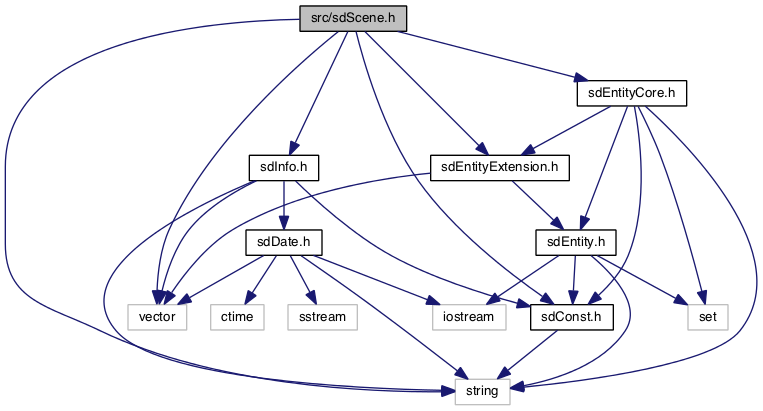 src/sdScene.h
sdEntityCore.h
sdInfo.h
sdEntityExtension.h
sdDate.h
sdEntity.h
vector
ctime
sstream
iostream
sdConst.h
set
string